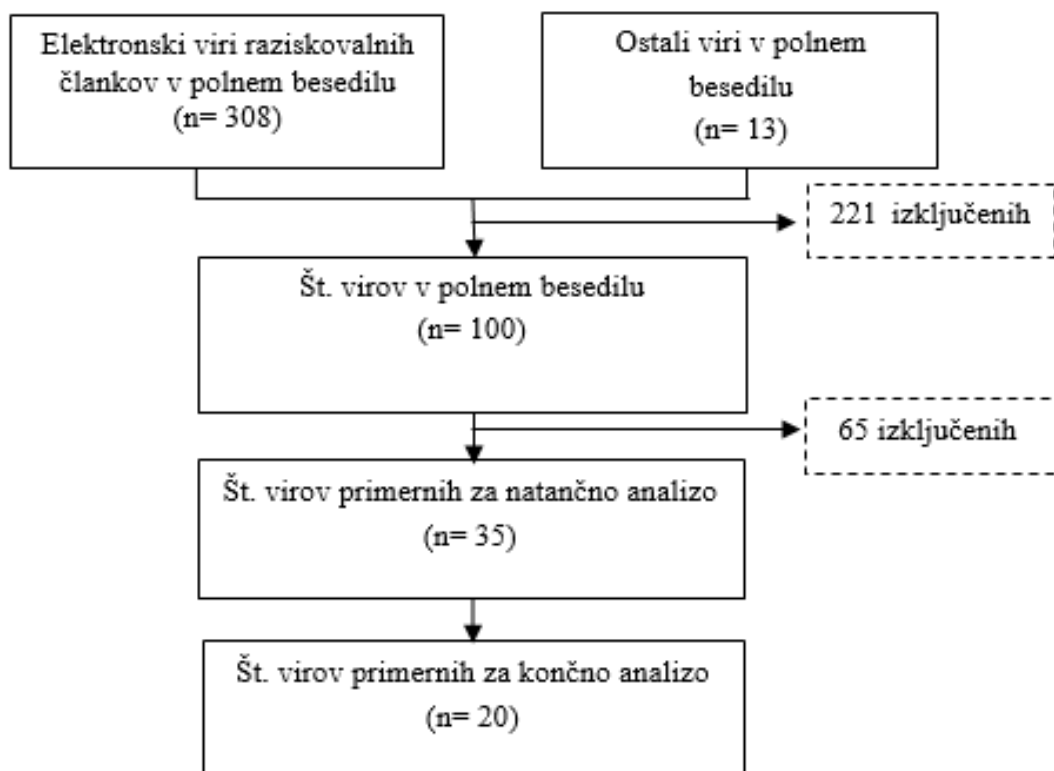 Elektronski viri raziskovalnih
člankov v polnem besedilu
(n= 308)
Ostali viri v polnem
besedilu
(n= 13)
221 izključenih
Št. virov v polnem besedilu
(n= 100)
65 izključenih
Št. virov primernih za natančno analizo
(n= 35)
Št. virov primernih za končno analizo
(n= 20)